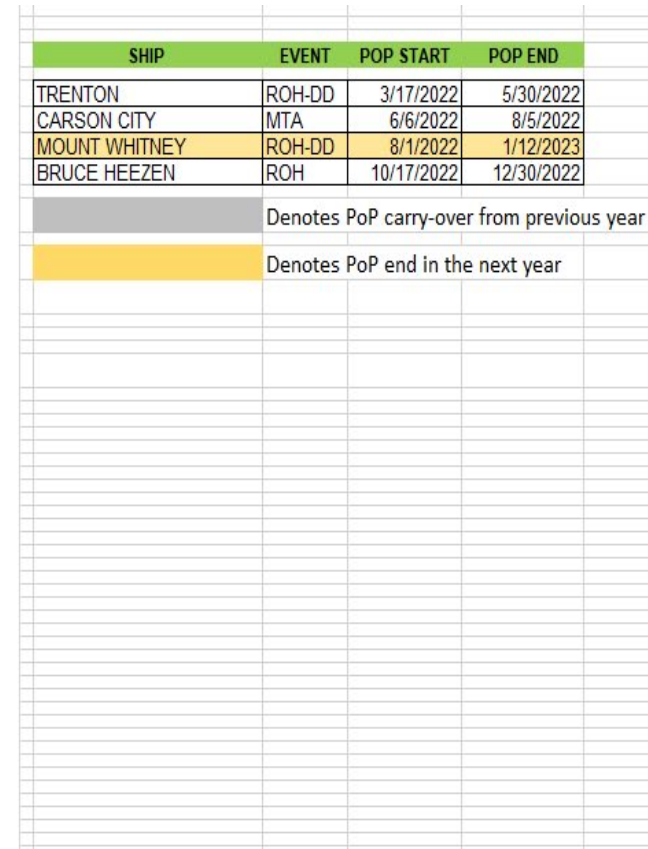 SHIP EVENT POP START POP END
TRENTON ROH-DD 3/17/2022 5/30/2022
CARSON CITY MTA 6/6/2022 8/5/2022
MOUNT WHITNEY ROH-DD 8/1/2022 1/12/2023
BRUCE HEEZEN ROH 10/17/2022 12/30/2022
Denotes PoP carry-over from previous year
Denotes PoP end in the next year